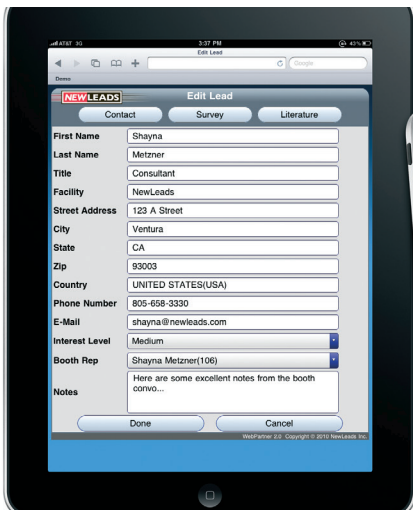 AT&T 3G 3:37 PM 43%
Edit Lead
Google
Demo
NEWLEADS Edit Lead
Contact Survey Literature
First Name Shayna
Last Name Metzner
Title Consultant
Facility NewLeads
Street Address 123 A Street
City Ventura
State CA
Zip 93003
Country UNITED STATES(USA)
Phone Number 805-658-3330
E-Mail shayna@newleads.com
Interest Level Medium
Booth Rep Shayna Metzner(106)
Notes Here are some excellent notes from the booth
convo...
Done Cancel
WebPartner 2.0 Copyright © 2010 NewLeads Inc.